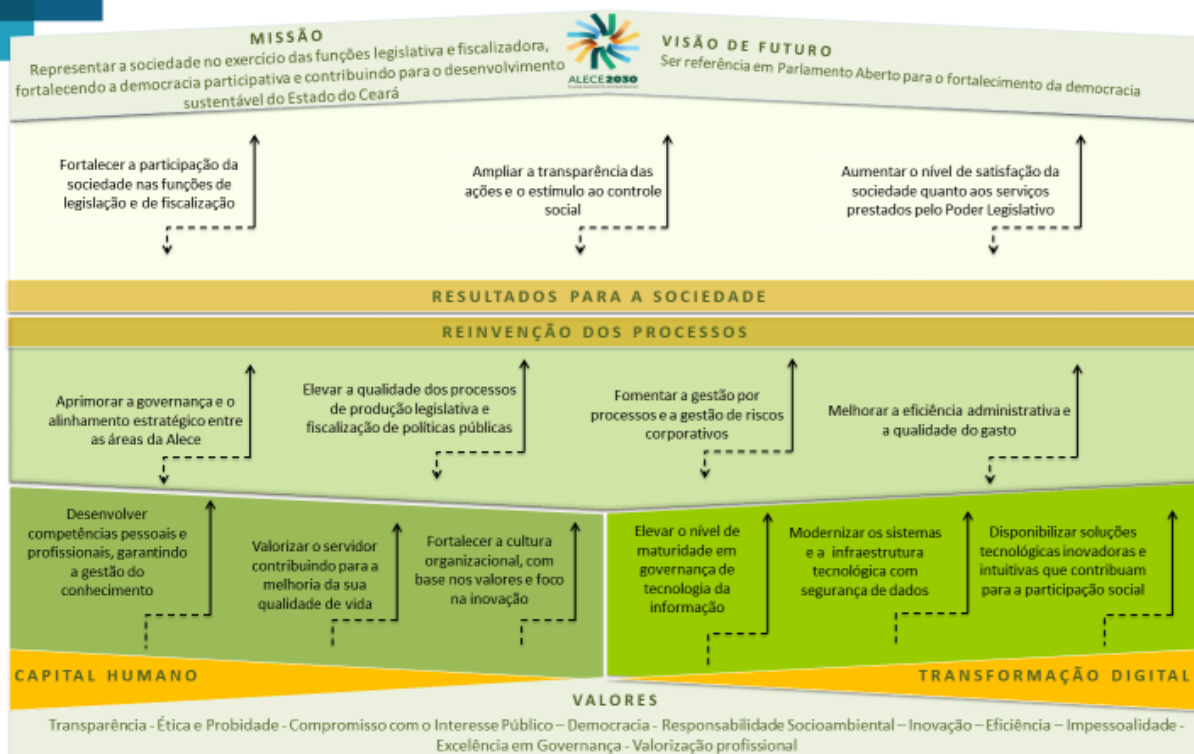 MISSÃO
Representar a sociedade no exercício das funções legislativa e fiscalizadora,
fortalecendo a democracia participativa e contribuindo para o desenvolvimento
sustentável do Estado do Ceará
ALECE2030
PLANEJAMENTO ESTRATÉGICO
VISÃO DE FUTURO
Ser referência em Parlamento Aberto para o fortalecimento da democracia
Fortalecer a participação da
sociedade nas funções de
legislação e de fiscalização
Ampliar a transparência das
ações e o estímulo ao controle
social
Aumentar o nível de satisfação da
sociedade quanto aos serviços
prestados pelo Poder Legislativo
RESULTADOS PARA A SOCIEDADE
REINVENÇÃO DOS PROCESSOS
Aprimorar a governança e o
alinhamento estratégico entre
as áreas da Alece
Elevar a qualidade dos processos
de produção legislativa e
fiscalização de políticas públicas
Fomentar a gestão por
processos e a gestão de riscos
corporativos
Melhorar a eficiência administrativa e
a qualidade do gasto
Desenvolver
competências pessoais e
profissionais, garantindo
a gestão do
conhecimento
Valorizar o servidor
contribuindo para a
melhoria da sua
qualidade de vida
Fortalecer a cultura
organizacional, com
base nos valores e foco
na inovação
Elevar o nível de
maturidade em
governança de
tecnologia da
informação
Modernizar os sistemas
e a infraestrutura
tecnológica com
segurança de dados
Disponibilizar soluções
tecnológicas inovadoras e
intuitivas que contribuam
para a participação social
CAPITAL HUMANO
TRANSFORMAÇÃO DIGITAL
VALORES
Transparência - Ética e Probidade - Compromisso com o Interesse Público – Democracia - Responsabilidade Socioambiental – Inovação – Eficiência – Impessoalidade -
Excelência em Governança - Valorização profissional